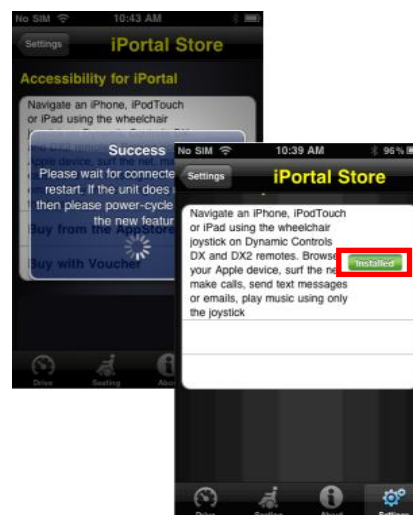 No SIM 10:43 AM
Settings iPortal Store
Accessibility for iPortal
Navigate an iPhone, iPodTouch
or iPad using the wheelchair
Success
Please wait for connecte
restart. If the unit does
then please power-cycle
the new featur
Buy from the AppStore
Buy with Voucher
Drive Seating Abou
No SIM 10:39 AM 96%
Settings iPortal Store
Navigate an iPhone, iPodTouch
or iPad using the wheelchair
joystick on Dynamic Controls
DX and DX2 remotes. Browse
your Apple device, surf the ne
make calls, send text messages
or emails, play music using only
the joystick
Installed
Drive Seating About Settings